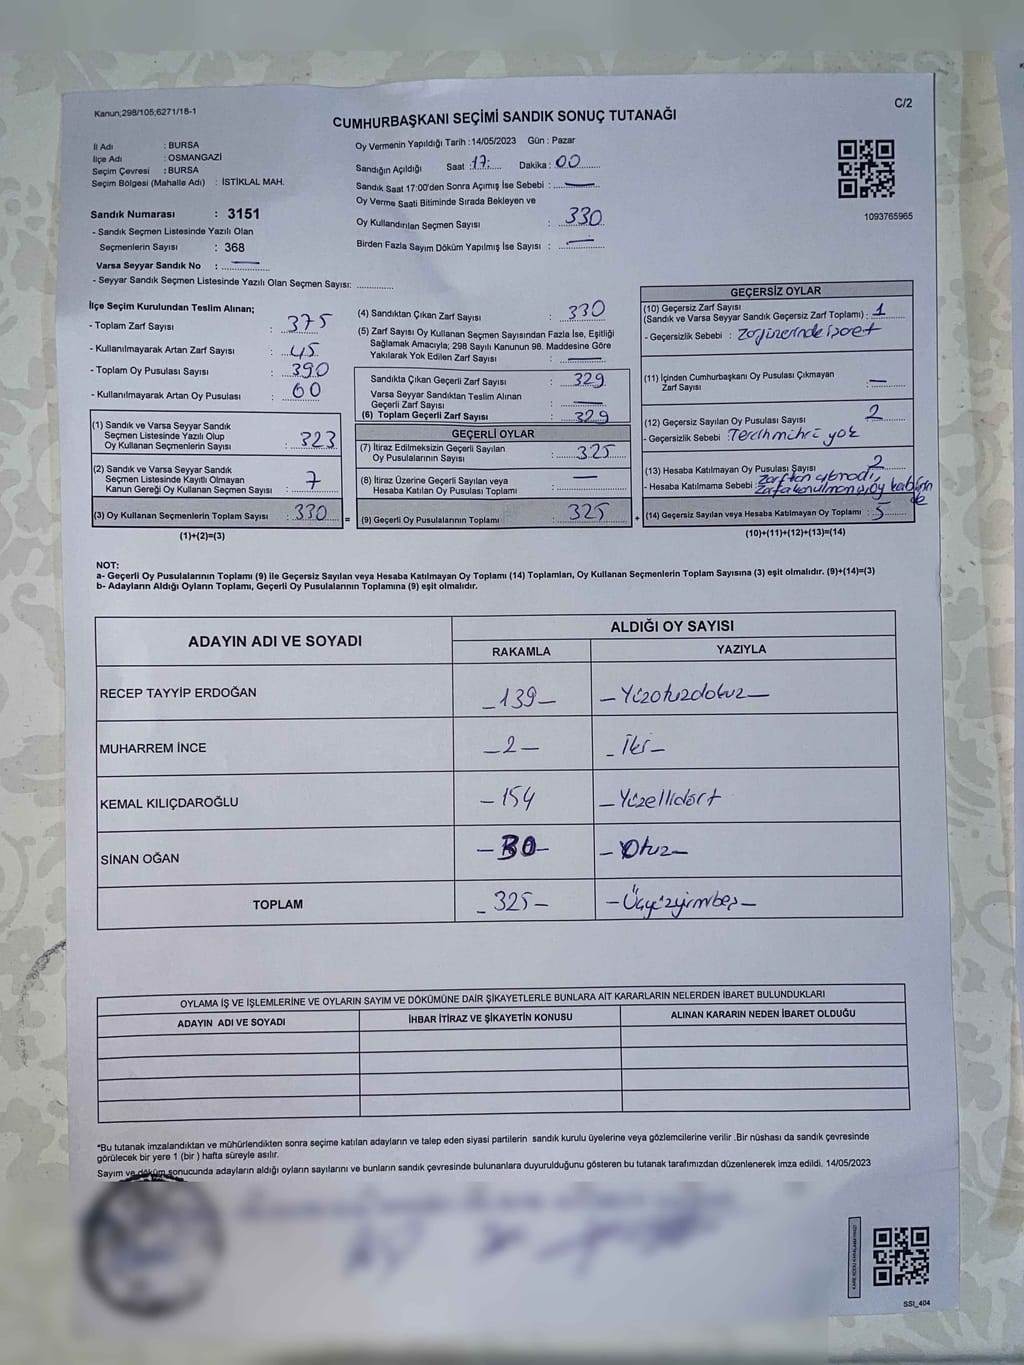 Kanun;298/105;6271/18-1
C/2
CUMHURBAŞKANI SEÇİMİ SANDIK SONUÇ TUTANAĞI
İl Adı : BURSA
İlçe Adı : OSMANGAZİ
Seçim Çevresi : BURSA
Seçim Bölgesi (Mahalle Adı) : İSTİKLAL MAH.
Sandık Numarası : 3151
- Sandık Seçmen Listesinde Yazılı Olan
Seçmenlerin Sayısı : 368
Varsa Seyyar Sandık No : —
- Seyyar Sandık Seçmen Listesinde Yazılı Olan Seçmen Sayısı: ..............
Oy Vermenin Yapıldığı Tarih : 14/05/2023 Gün : Pazar
Sandığın Açıldığı Saat : 17: Dakika : 00
Sandık Saat 17:00'den Sonra Açımış İse Sebebi : —
Oy Verme Saati Bitiminde Sırada Bekleyen ve
Oy Kullandırılan Seçmen Sayısı : 330
Birden Fazla Sayım Döküm Yapılmış İse Sayısı : —
1093765965
İlçe Seçim Kurulundan Teslim Alınan;
- Toplam Zarf Sayısı : 375
- Kullanılmayarak Artan Zarf Sayısı : 45
- Toplam Oy Pusulası Sayısı : 390
- Kullanılmayarak Artan Oy Pusulası : 60
(1) Sandık ve Varsa Seyyar Sandık
Seçmen Listesinde Yazılı Olup
Oy Kullanan Seçmenlerin Sayısı : 323
(2) Sandık ve Varsa Seyyar Sandık
Seçmen Listesinde Kayıtlı Olmayan
Kanun Gereği Oy Kullanan Seçmen Sayısı : 7
(3) Oy Kullanan Seçmenlerin Toplam Sayısı : 330 =
(1)+(2)=(3)
(4) Sandıktan Çıkan Zarf Sayısı : 330
(5) Zarf Sayısı Oy Kullanan Seçmen Sayısından Fazla İse, Eşitliği
Sağlamak Amacıyla; 298 Sayılı Kanunun 98. Maddesine Göre
Yakılarak Yok Edilen Zarf Sayısı : —
Sandıkta Çıkan Geçerli Zarf Sayısı : 329
Varsa Seyyar Sandıktan Teslim Alınan
Geçerli Zarf Sayısı : —
(6) Toplam Geçerli Zarf Sayısı : 329
GEÇERLİ OYLAR
(7) İtiraz Edilmeksizin Geçerli Sayılan
Oy Pusulalarının Sayısı : 325
(8) İtiraz Üzerine Geçerli Sayılan veya
Hesaba Katılan Oy Pusulası Toplamı : —
(9) Geçerli Oy Pusulalarının Toplamı : 325 +
GEÇERSİZ OYLAR
(10) Geçersiz Zarf Sayısı
(Sandık ve Varsa Seyyar Sandık Geçersiz Zarf Toplamı) : 1
- Geçersizlik Sebebi : zarf üzerinde işaret
(11) İçinden Cumhurbaşkanı Oy Pusulası Çıkmayan
Zarf Sayısı : —
(12) Geçersiz Sayılan Oy Pusulası Sayısı : 2
- Geçersizlik Sebebi : Tercih mührü yok
(13) Hesaba Katılmayan Oy Pusulası Sayısı : 2
- Hesaba Katılmama Sebebi : zarftan çıkmadı,
Zarfa konulmamış oy kabinin
de
(14) Geçersiz Sayılan veya Hesaba Katılmayan Oy Toplamı : 5
(10)+(11)+(12)+(13)=(14)
NOT:
a- Geçerli Oy Pusulalarının Toplamı (9) ile Geçersiz Sayılan veya Hesaba Katılmayan Oy Toplamı (14) Toplamları, Oy Kullanan Seçmenlerin Toplam Sayısına (3) eşit olmalıdır. (9)+(14)=(3)
b- Adayların Aldığı Oyların Toplamı, Geçerli Oy Pusulalarının Toplamına (9) eşit olmalıdır.
ADAYIN ADI VE SOYADI
ALDIĞI OY SAYISI
RAKAMLA YAZIYLA
RECEP TAYYİP ERDOĞAN -139- -Yüzotuzdokuz-
MUHARREM İNCE -2- -İki-
KEMAL KILIÇDAROĞLU -154 -Yüzellidört
SİNAN OĞAN -30- -Otuz-
TOPLAM -325- -Üçyüzyirmibeş-
OYLAMA İŞ VE İŞLEMLERİNE VE OYLARIN SAYIM VE DÖKÜMÜNE DAİR ŞİKAYETLERLE BUNLARA AİT KARARLARIN NELERDEN İBARET BULUNDUKLARI
ADAYIN ADI VE SOYADI İHBAR İTİRAZ VE ŞİKAYETİN KONUSU ALINAN KARARIN NEDEN İBARET OLDUĞU
*Bu tutanak imzalandıktan ve mühürlendikten sonra seçime katılan adayların ve talep eden siyasi partilerin sandık kurulu üyelerine veya gözlemcilerine verilir .Bir nüshası da sandık çevresinde
görülecek bir yere 1 (bir ) hafta süreyle asılır.
Sayım ve döküm sonucunda adayların aldığı oyların sayılarını ve bunların sandık çevresinde bulunanlara duyurulduğunu gösteren bu tutanak tarafımızdan düzenlenerek imza edildi. 14/05/2023
SSI_404